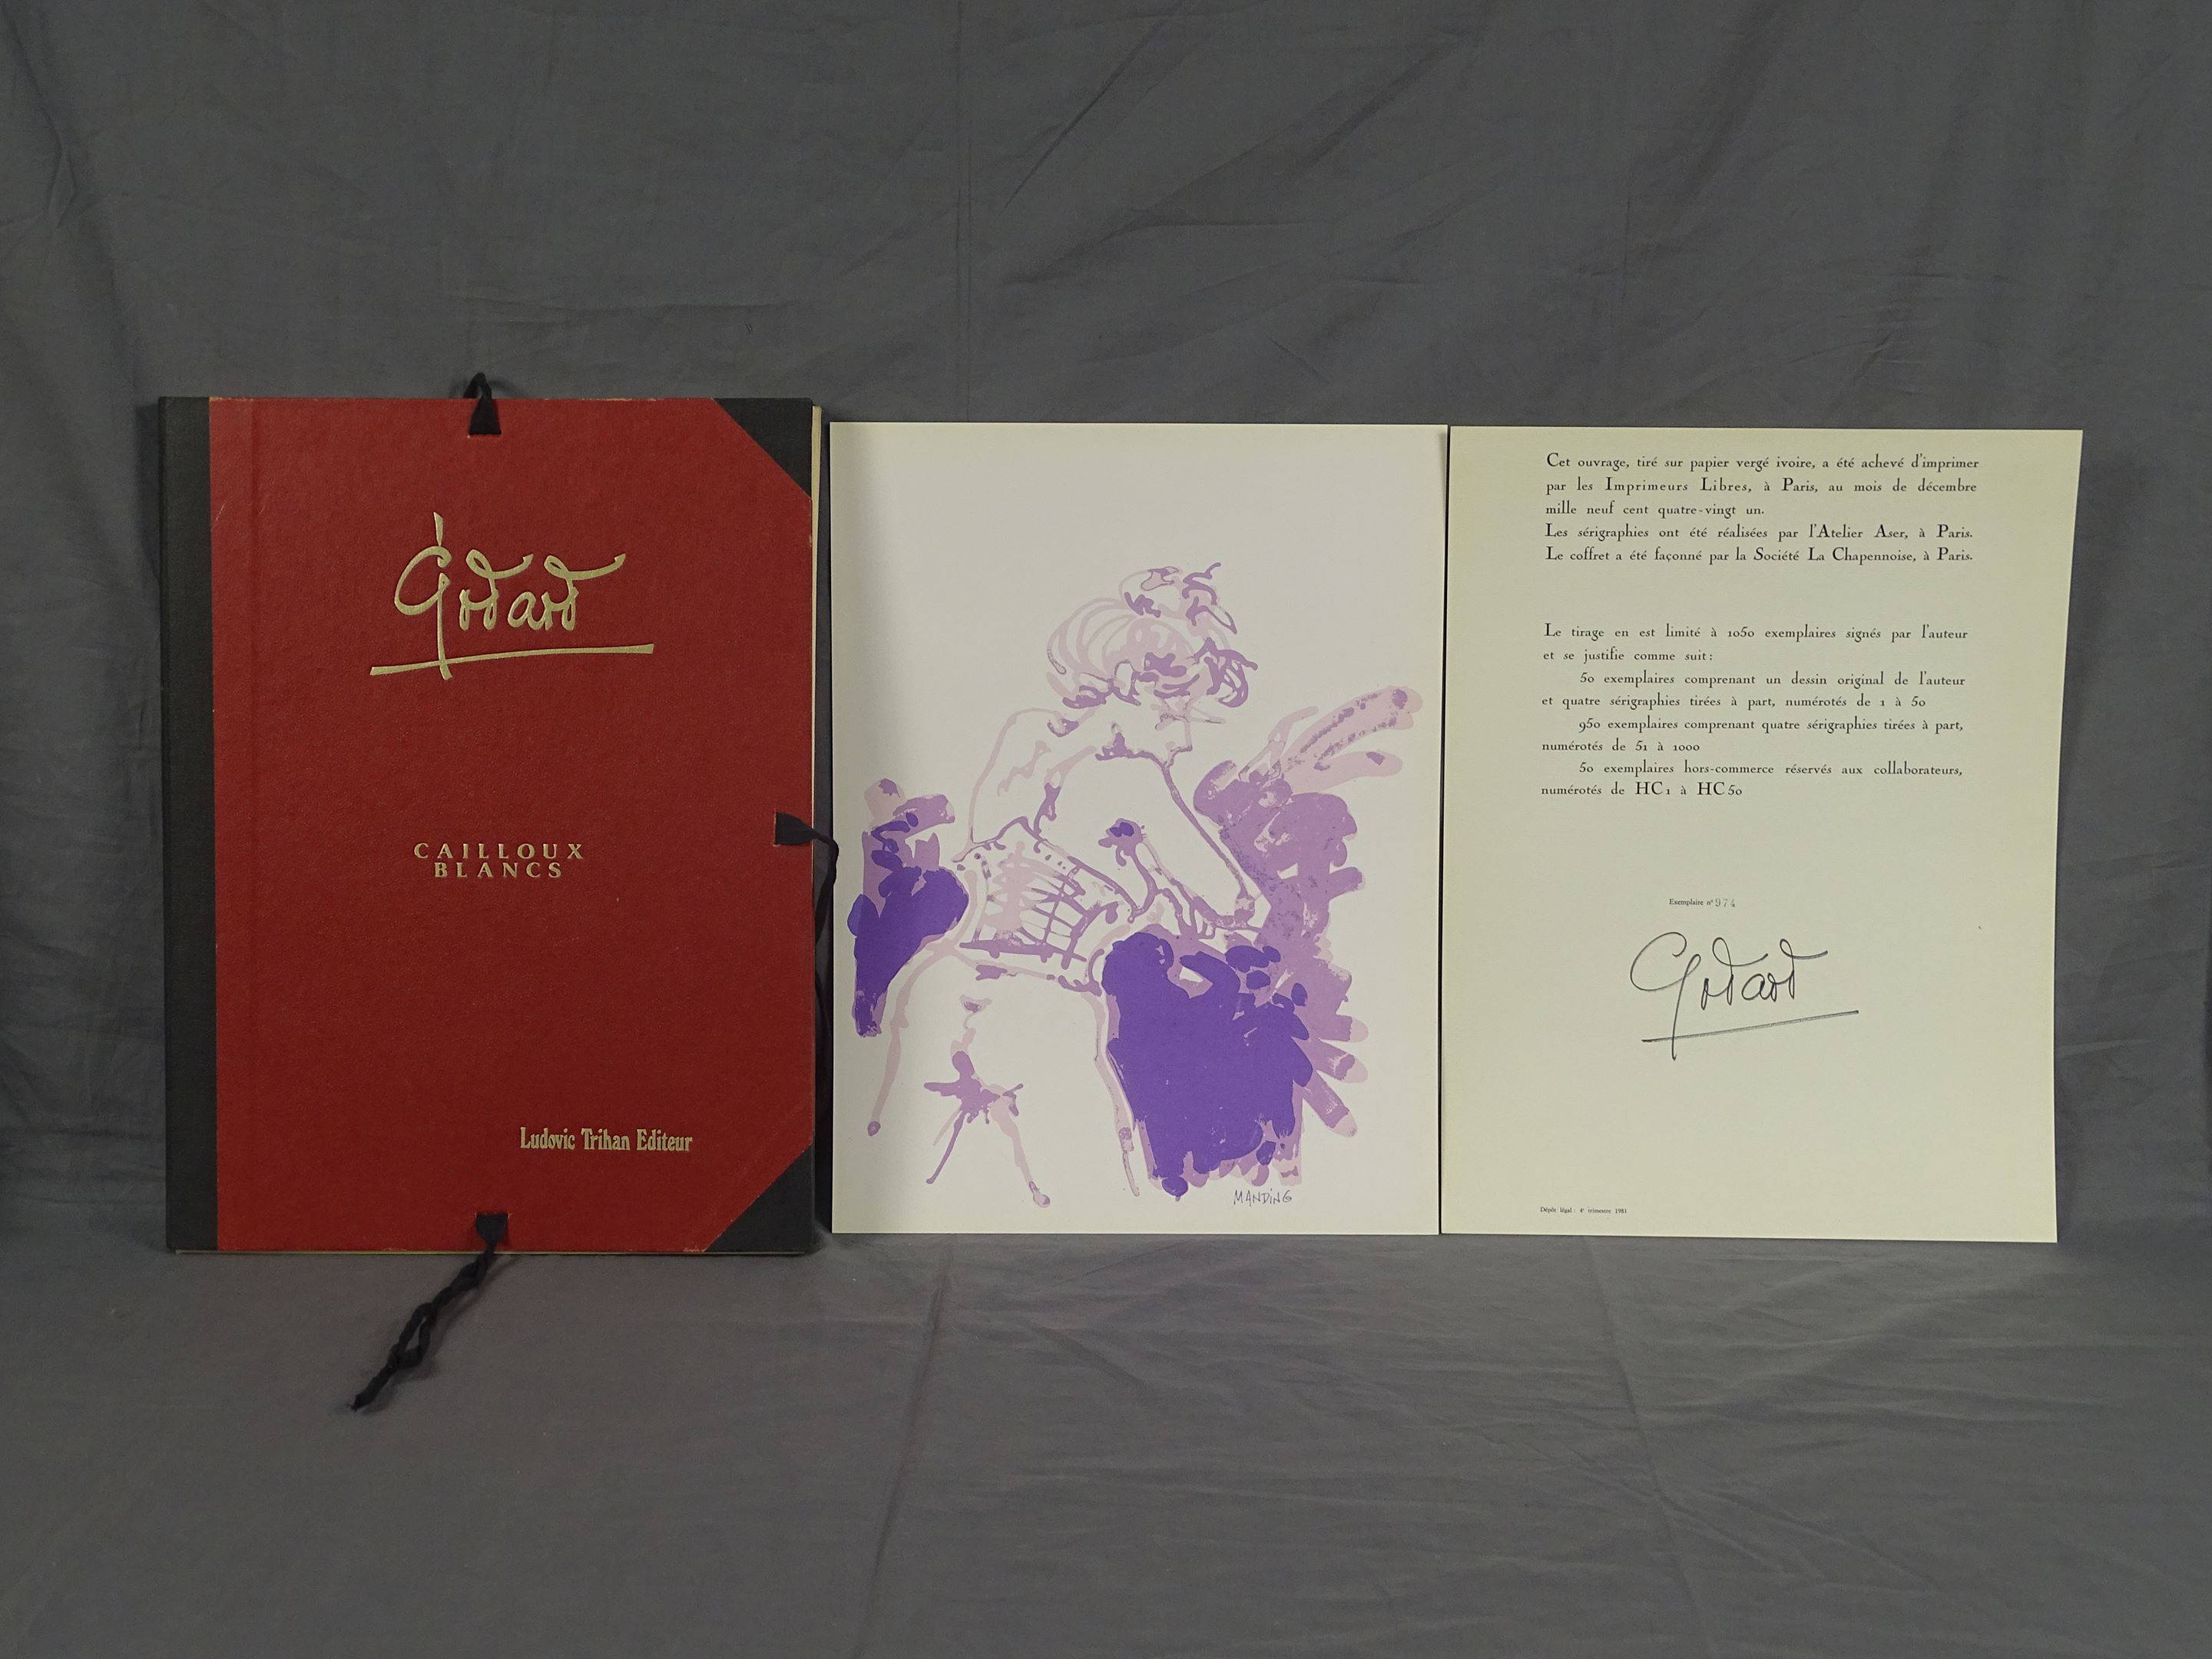 Godard
CAILLOUX
BLANCS
Ludovic Trihan Editeur
MANDING
Cet ouvrage, tiré sur papier vergé ivoire, a été achevé d'imprimer
par les Imprimeurs Libres, à Paris, au mois de décembre
mille neuf cent quatre-vingt un.
Les sérigraphies ont été réalisées par l'Atelier Aser, à Paris.
Le coffret a été façonné par la Société La Chapennoise, à Paris.
Le tirage en est limité à 1050 exemplaires signés par l'auteur
et se justifie comme suit :
50 exemplaires comprenant un dessin original de l'auteur
et quatre sérigraphies tirées à part, numérotés de 1 à 50
950 exemplaires comprenant quatre sérigraphies tirées à part,
numérotés de 51 à 1000
50 exemplaires hors-commerce réservés aux collaborateurs,
numérotés de HC 1 à HC 50
Exemplaire n° 974
Godard
Dépôt légal : 4e trimestre 1981